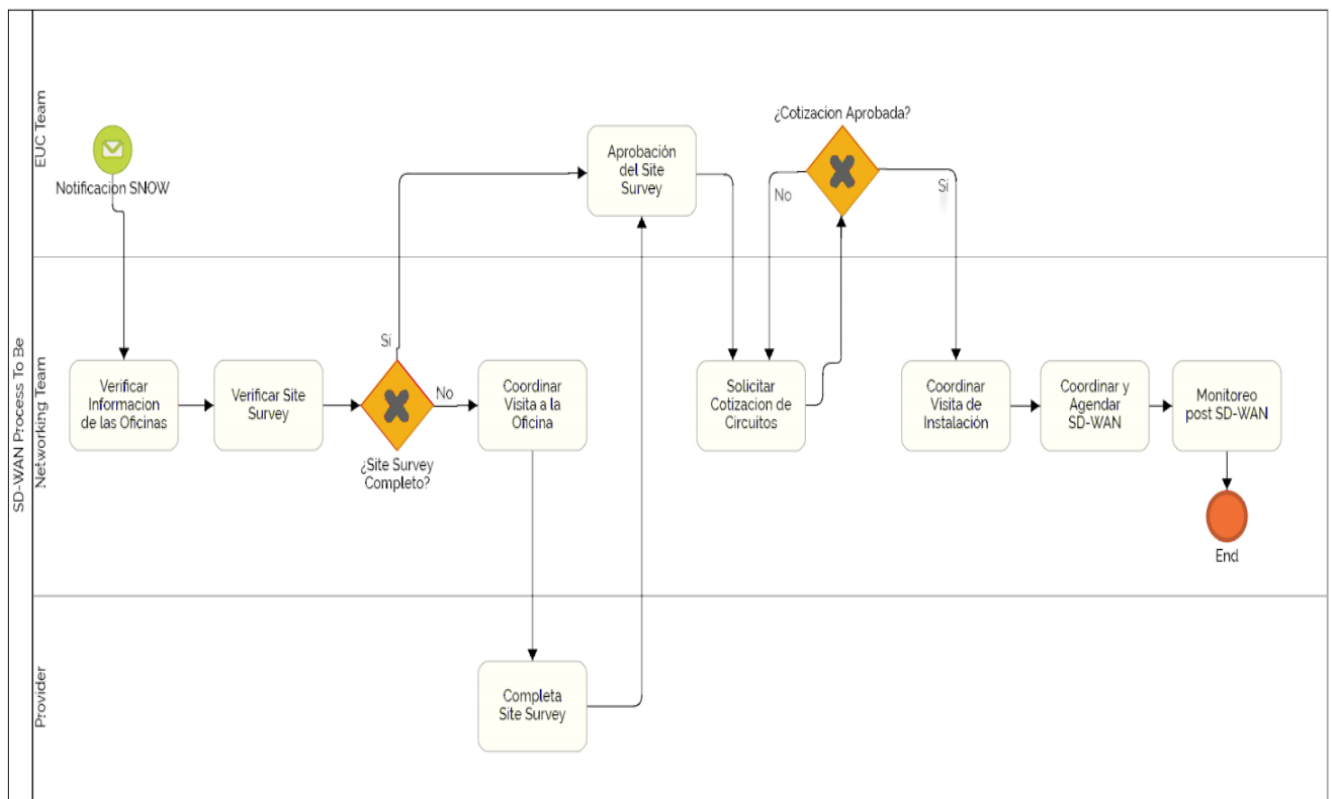 SD-WAN Process To Be
EUC Team
Notificacion SNOW
Aprobación
del Site
Survey
¿Cotizacion Aprobada?
No
Sí
Networking Team
Verificar
Informacion
de las Oficinas
Verificar Site
Survey
Si
No
¿Site Survey
Completo?
Coordinar
Visita a la
Oficina
Solicitar
Cotizacion de
Circuitos
Coordinar
Visita de
Instalación
Coordinar y
Agendar
SD-WAN
Monitoreo
post SD-WAN
End
Provider
Completa
Site Survey